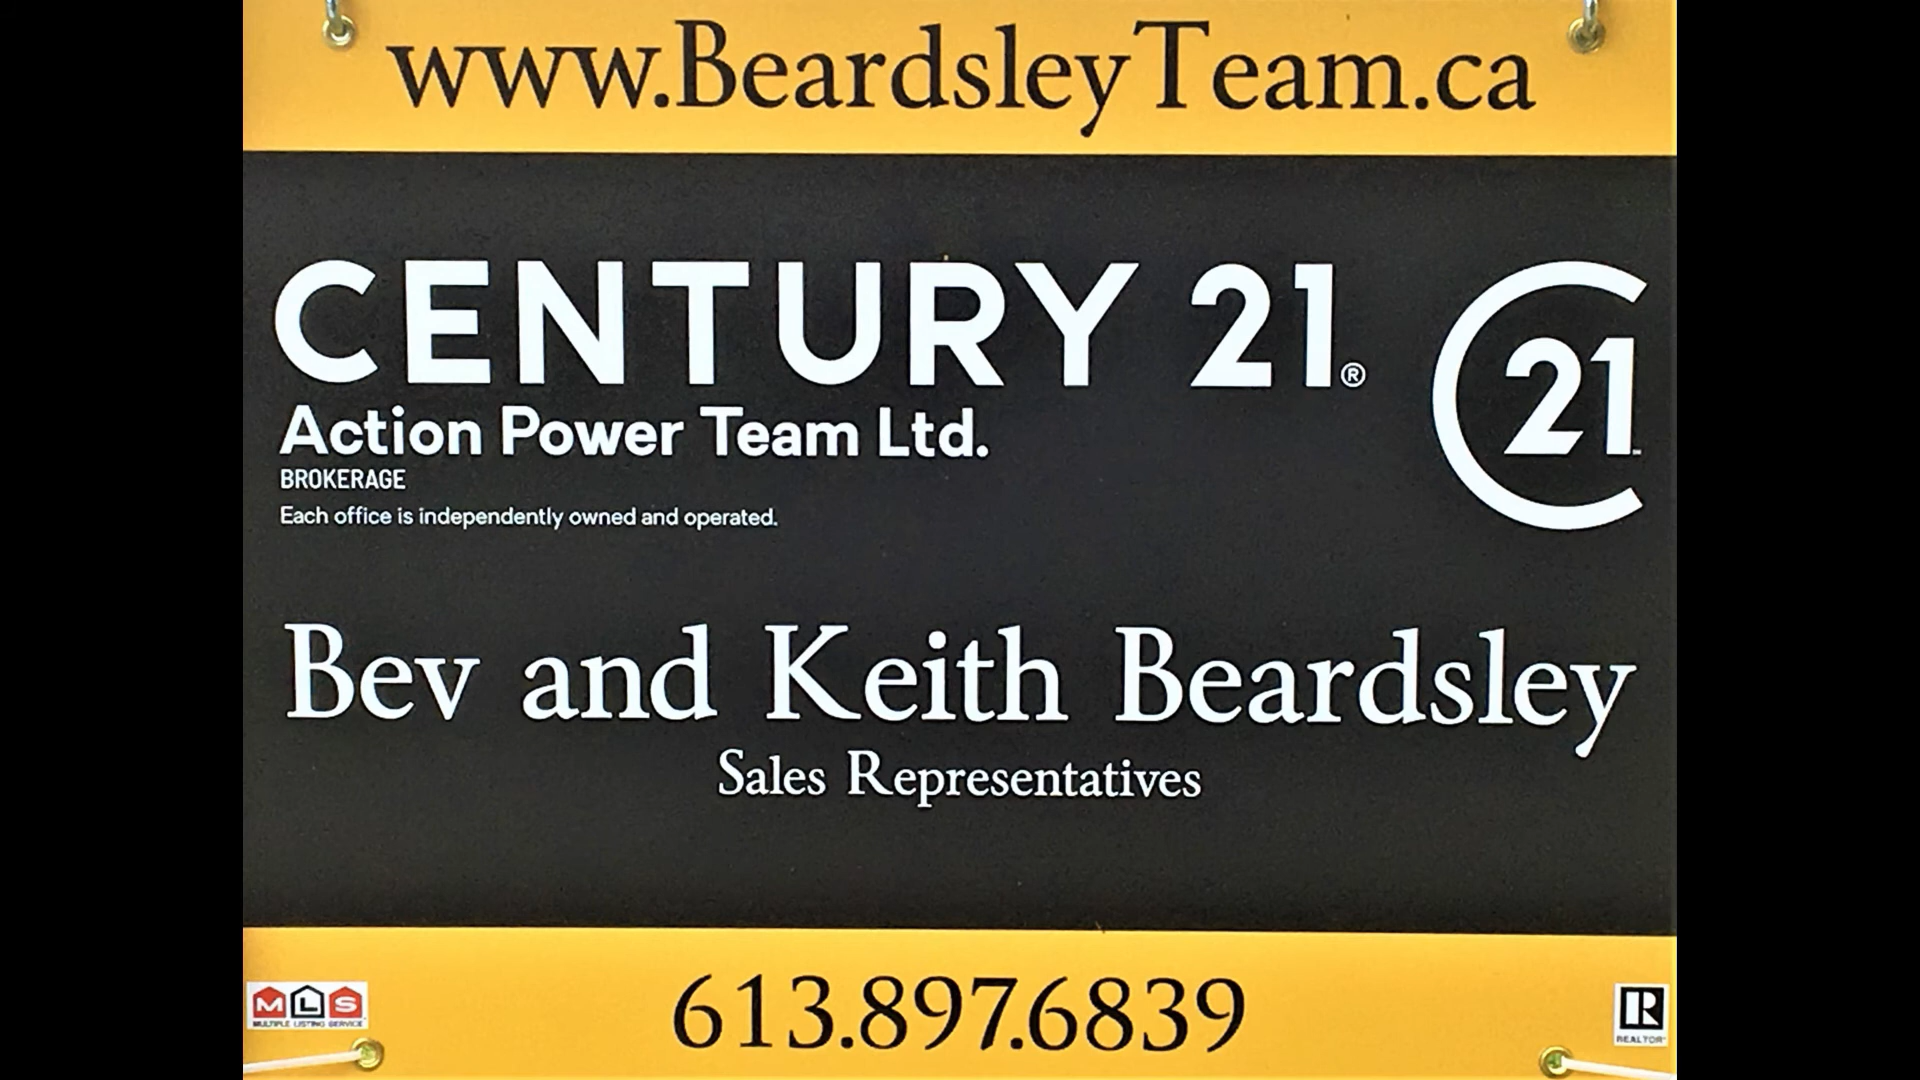 www.BeardsleyTeam.ca
CENTURY 21®
C21™
Action Power Team Ltd.
BROKERAGE
Each office is independently owned and operated.
Bev and Keith Beardsley
Sales Representatives
613.897.6839
MLS
MULTIPLE LISTING SERVICE
R
REALTOR®